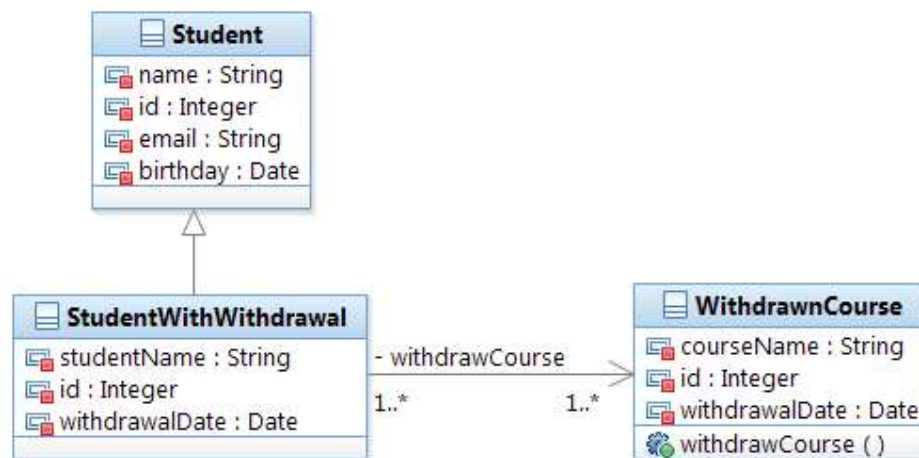 Student
name : String
id : Integer
email : String
birthday : Date
StudentWithWithdrawal
studentName : String
id : Integer
withdrawalDate : Date
- withdrawCourse
1..*
1..*
WithdrawnCourse
courseName : String
id : Integer
withdrawalDate : Date
withdrawCourse ( )